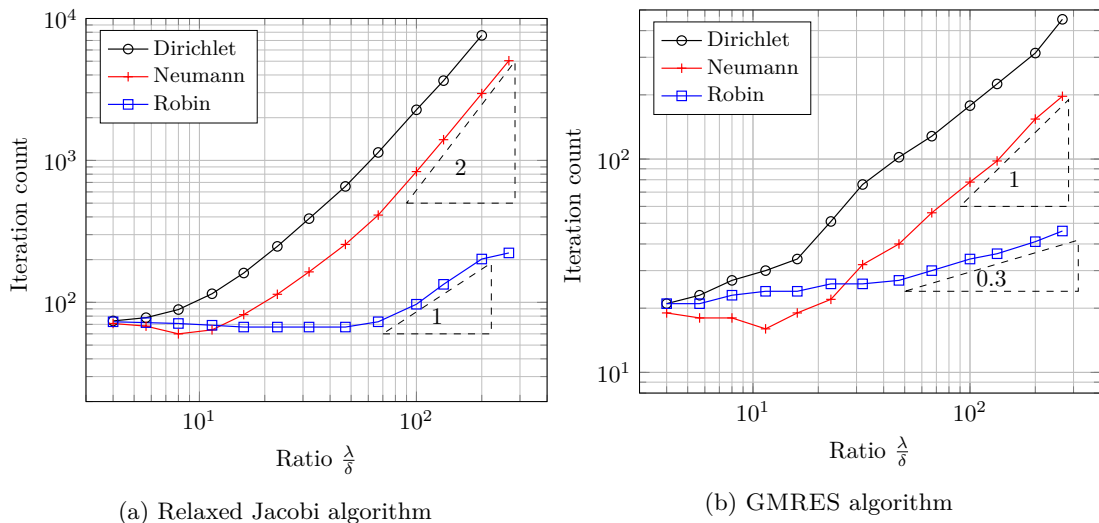 10^4
10^3
10^2
Iteration count
Dirichlet
Neumann
Robin
2
1
10^1
10^2
Ratio λ/δ
(a) Relaxed Jacobi algorithm
10^2
10^1
Iteration count
Dirichlet
Neumann
Robin
1
0.3
10^1
10^2
Ratio λ/δ
(b) GMRES algorithm